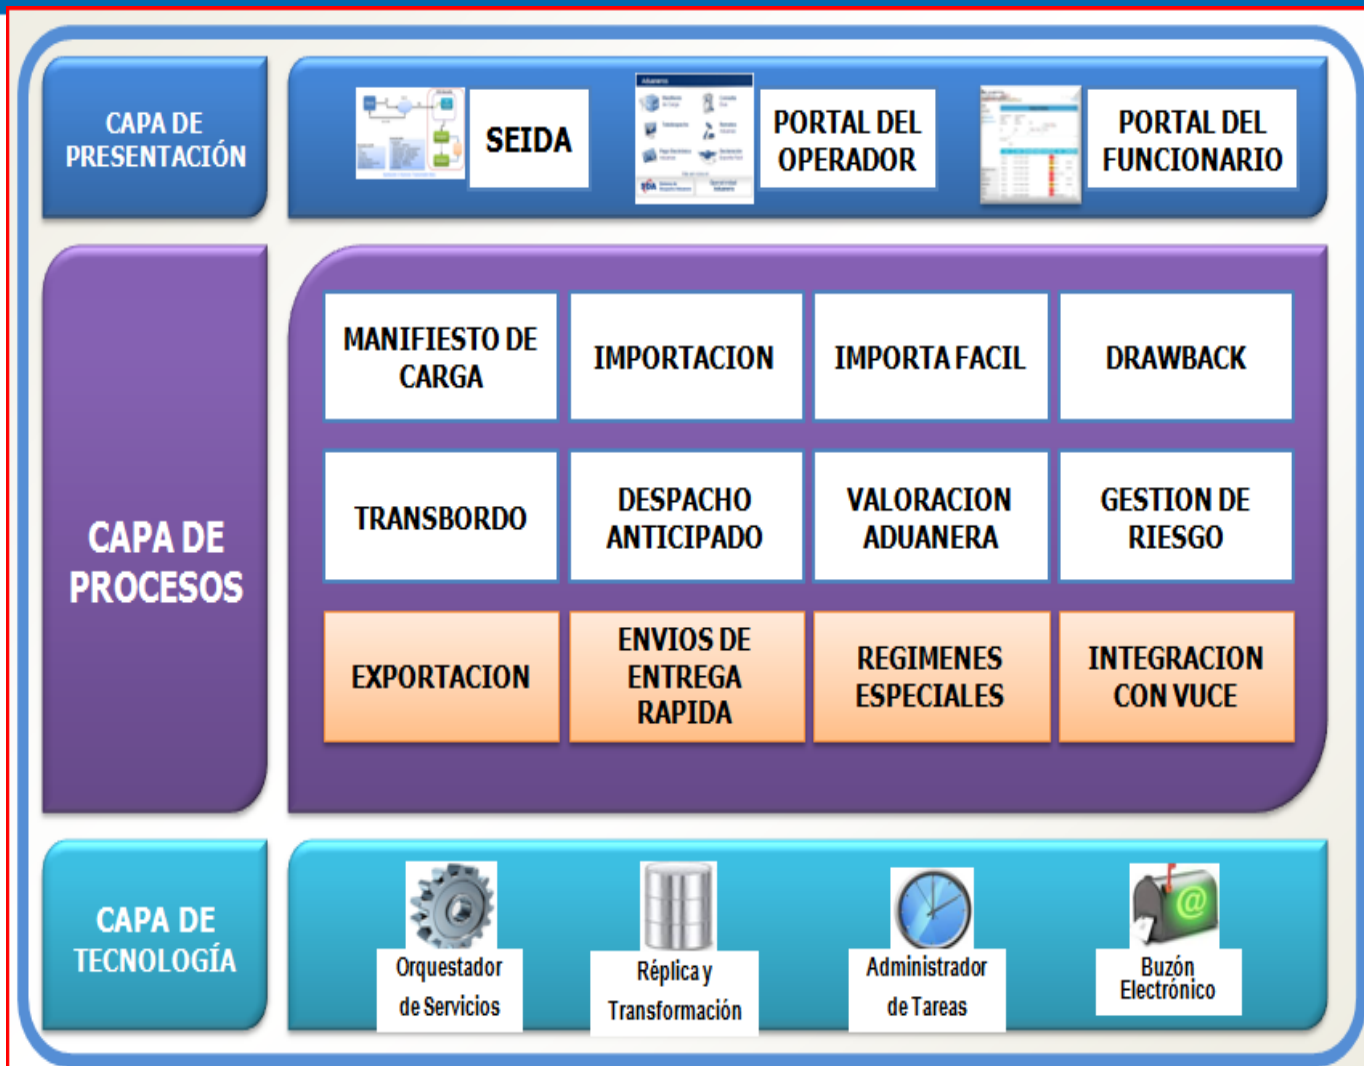 CAPA DE
PRESENTACIÓN
SEIDA
PORTAL DEL
OPERADOR
PORTAL DEL
FUNCIONARIO
CAPA DE
PROCESOS
MANIFIESTO DE
CARGA
IMPORTACION
IMPORTA FACIL
DRAWBACK
TRANSBORDO
DESPACHO
ANTICIPADO
VALORACION
ADUANERA
GESTION DE
RIESGO
EXPORTACION
ENVIOS DE
ENTREGA
RAPIDA
REGIMENES
ESPECIALES
INTEGRACION
CON VUCE
CAPA DE
TECNOLOGÍA
Orquestador
de Servicios
Réplica y
Transformación
Administrador
de Tareas
@
Buzón
Electrónico